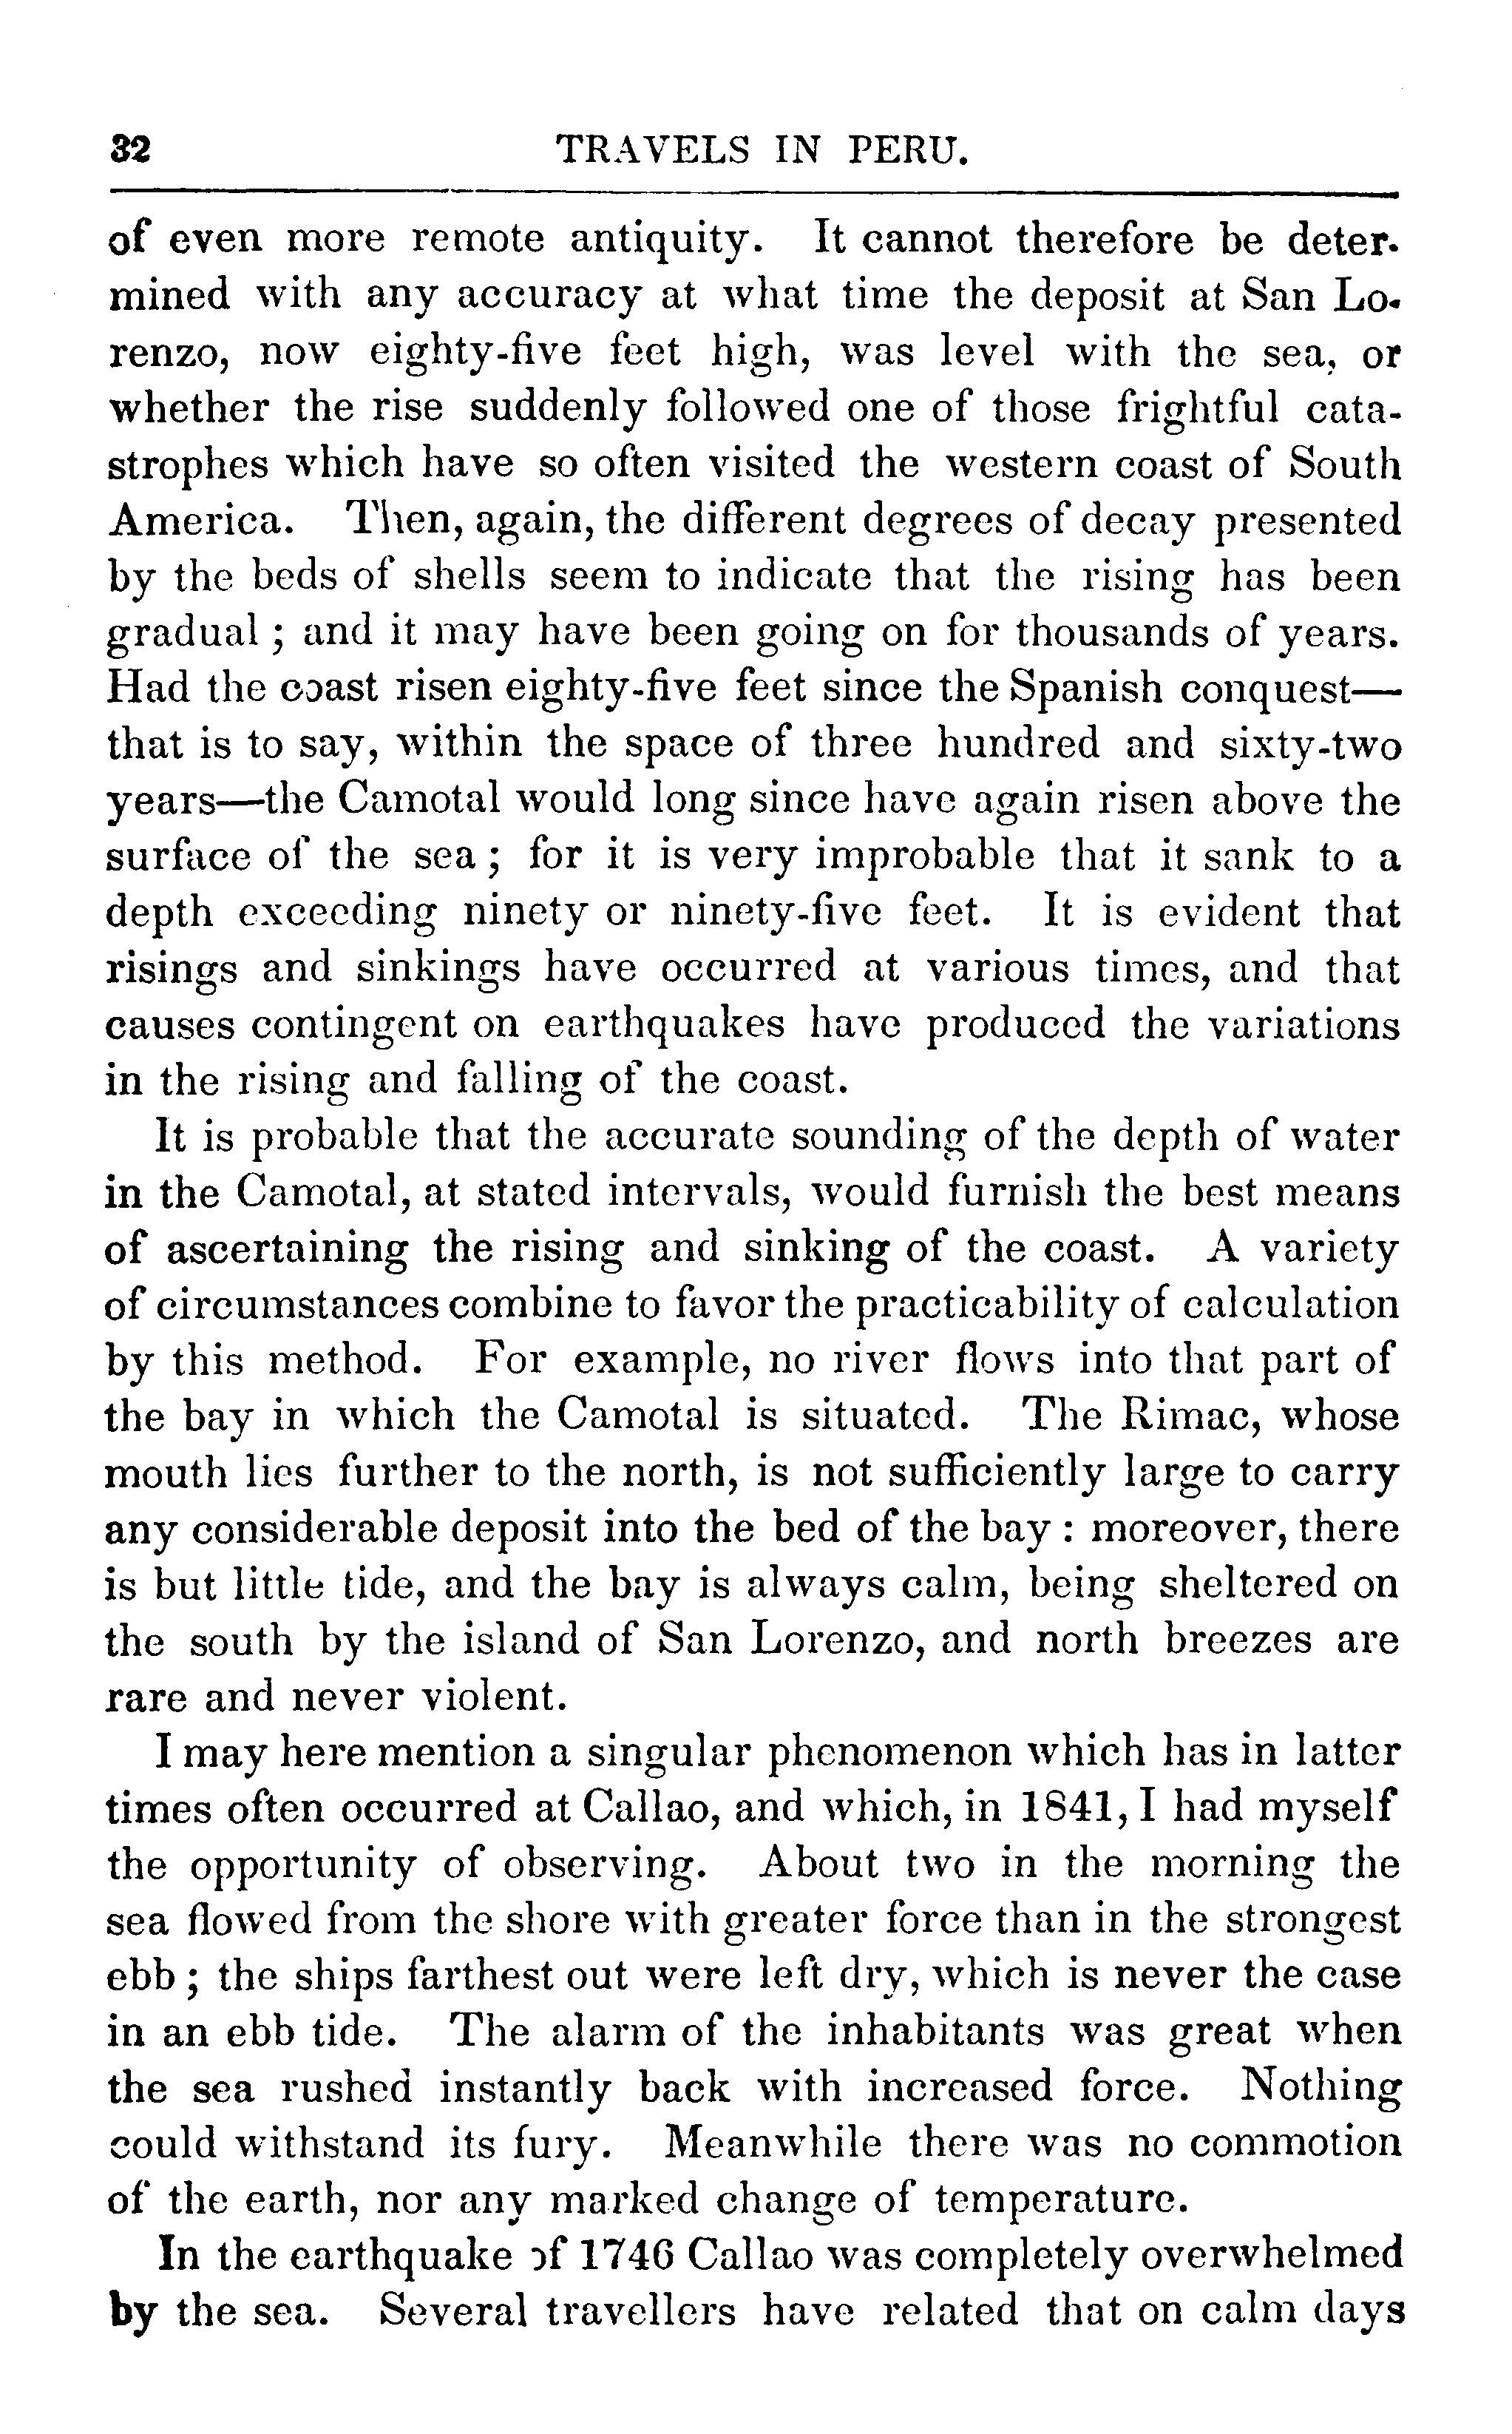 32 TRAVELS IN PERU.
of even more remote antiquity. It cannot therefore be deter-
mined with any accuracy at what time the deposit at San Lo-
renzo, now eighty-five feet high, was level with the sea, or
whether the rise suddenly followed one of those frightful cata-
strophes which have so often visited the western coast of South
America. Then, again, the different degrees of decay presented
by the beds of shells seem to indicate that the rising has been
gradual ; and it may have been going on for thousands of years.
Had the coast risen eighty-five feet since the Spanish conquest—
that is to say, within the space of three hundred and sixty-two
years—the Camotal would long since have again risen above the
surface of the sea ; for it is very improbable that it sank to a
depth exceeding ninety or ninety-five feet. It is evident that
risings and sinkings have occurred at various times, and that
causes contingent on earthquakes have produced the variations
in the rising and falling of the coast.
It is probable that the accurate sounding of the depth of water
in the Camotal, at stated intervals, would furnish the best means
of ascertaining the rising and sinking of the coast. A variety
of circumstances combine to favor the practicability of calculation
by this method. For example, no river flows into that part of
the bay in which the Camotal is situated. The Rimac, whose
mouth lies further to the north, is not sufficiently large to carry
any considerable deposit into the bed of the bay : moreover, there
is but little tide, and the bay is always calm, being sheltered on
the south by the island of San Lorenzo, and north breezes are
rare and never violent.
I may here mention a singular phenomenon which has in latter
times often occurred at Callao, and which, in 1841, I had myself
the opportunity of observing. About two in the morning the
sea flowed from the shore with greater force than in the strongest
ebb ; the ships farthest out were left dry, which is never the case
in an ebb tide. The alarm of the inhabitants was great when
the sea rushed instantly back with increased force. Nothing
could withstand its fury. Meanwhile there was no commotion
of the earth, nor any marked change of temperature.
In the earthquake of 1746 Callao was completely overwhelmed
by the sea. Several travellers have related that on calm days